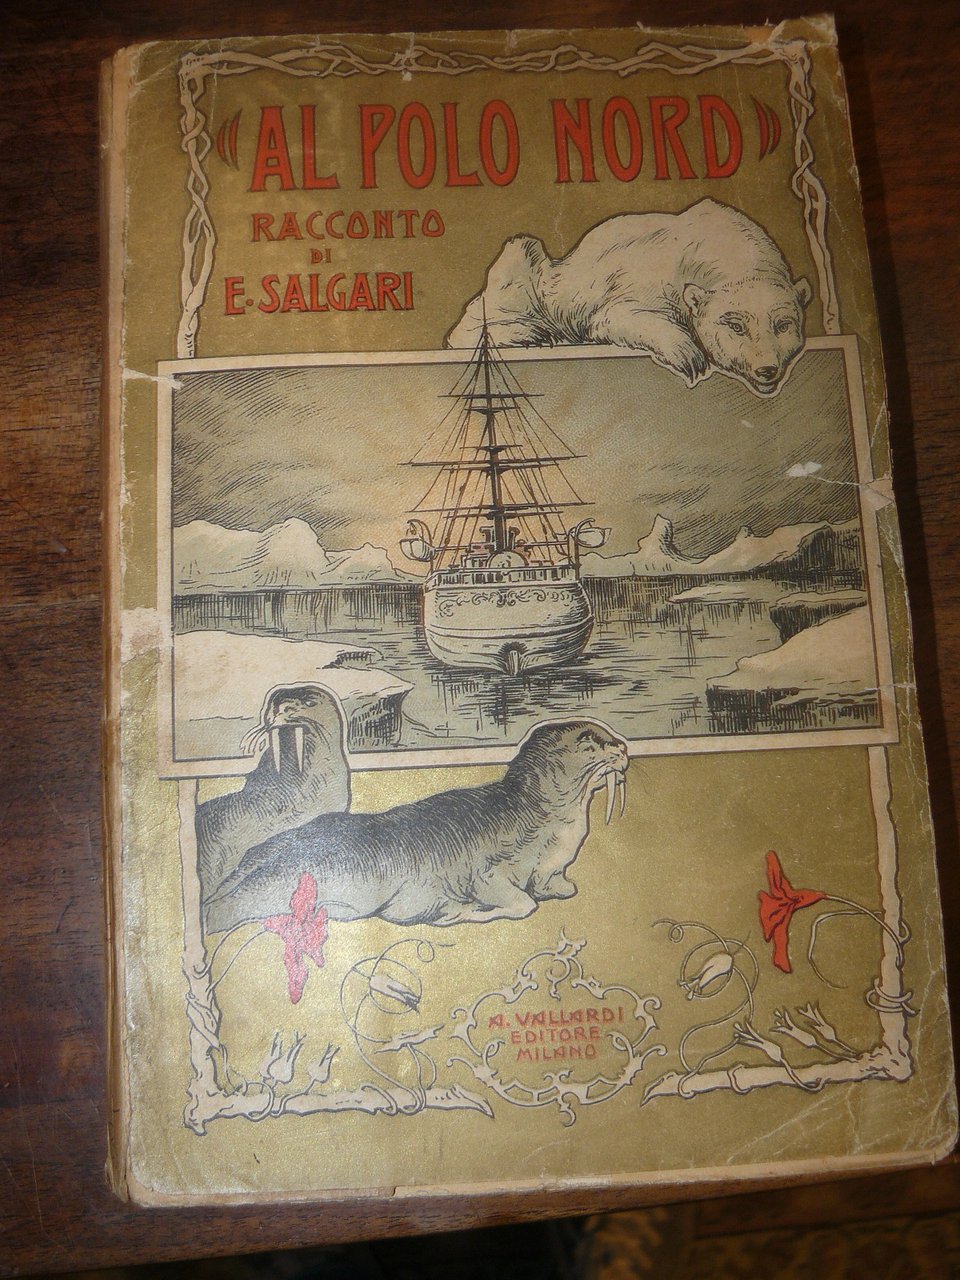 "AL POLO NORD"
RACCONTO
DI
E. SALGARI
A. VALLARDI
EDITORE
MILANO